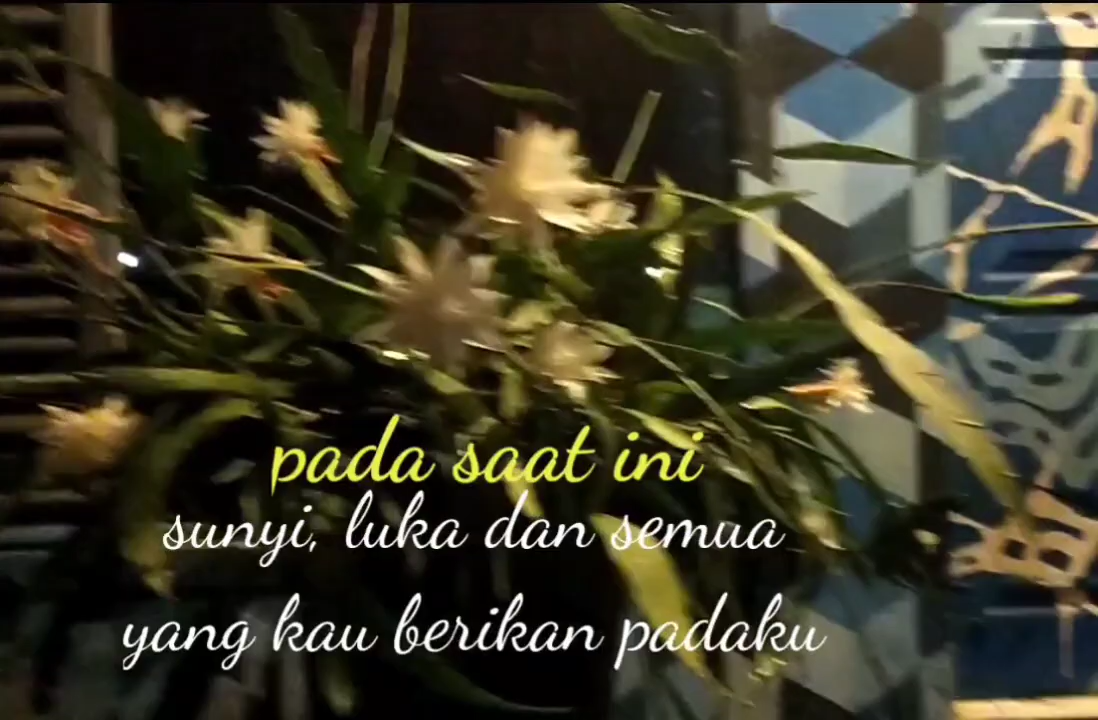 pada saat ini
sunyi, luka dan semua
yang kau berikan padaku